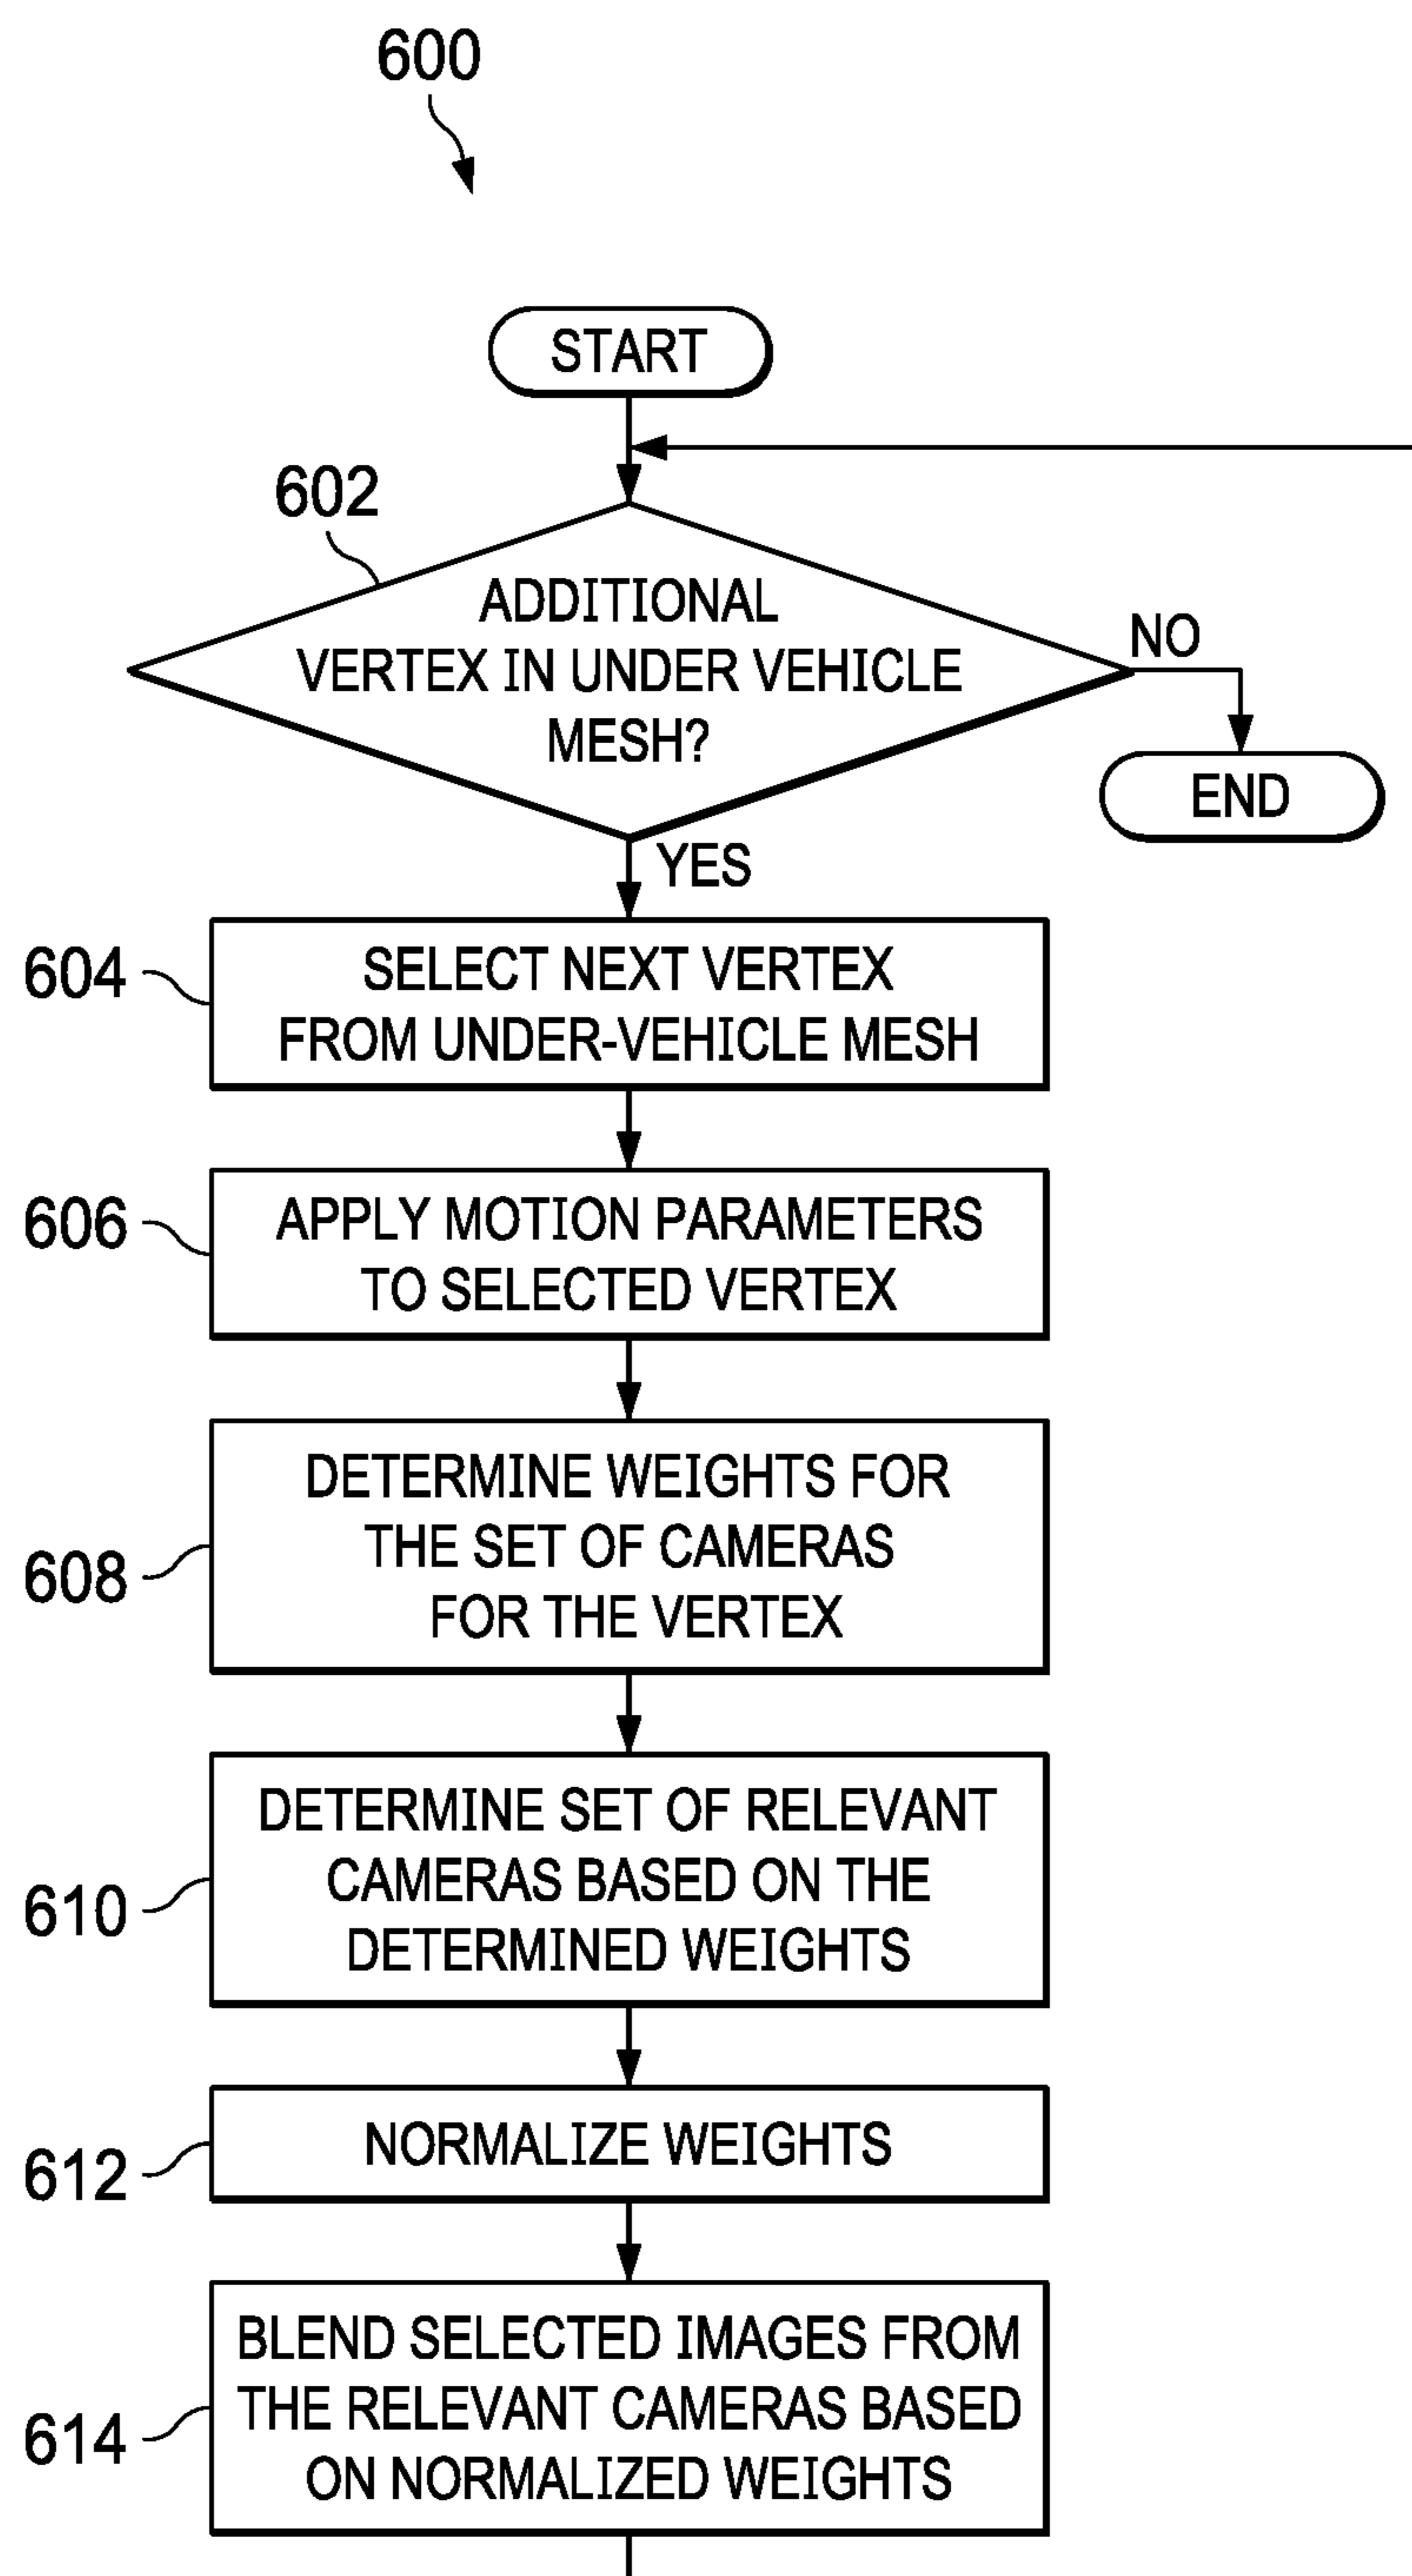 600
START
602
ADDITIONAL
VERTEX IN UNDER VEHICLE
MESH?
NO
END
YES
604
SELECT NEXT VERTEX
FROM UNDER-VEHICLE MESH
606
APPLY MOTION PARAMETERS
TO SELECTED VERTEX
608
DETERMINE WEIGHTS FOR
THE SET OF CAMERAS
FOR THE VERTEX
610
DETERMINE SET OF RELEVANT
CAMERAS BASED ON THE
DETERMINED WEIGHTS
612
NORMALIZE WEIGHTS
614
BLEND SELECTED IMAGES FROM
THE RELEVANT CAMERAS BASED
ON NORMALIZED WEIGHTS